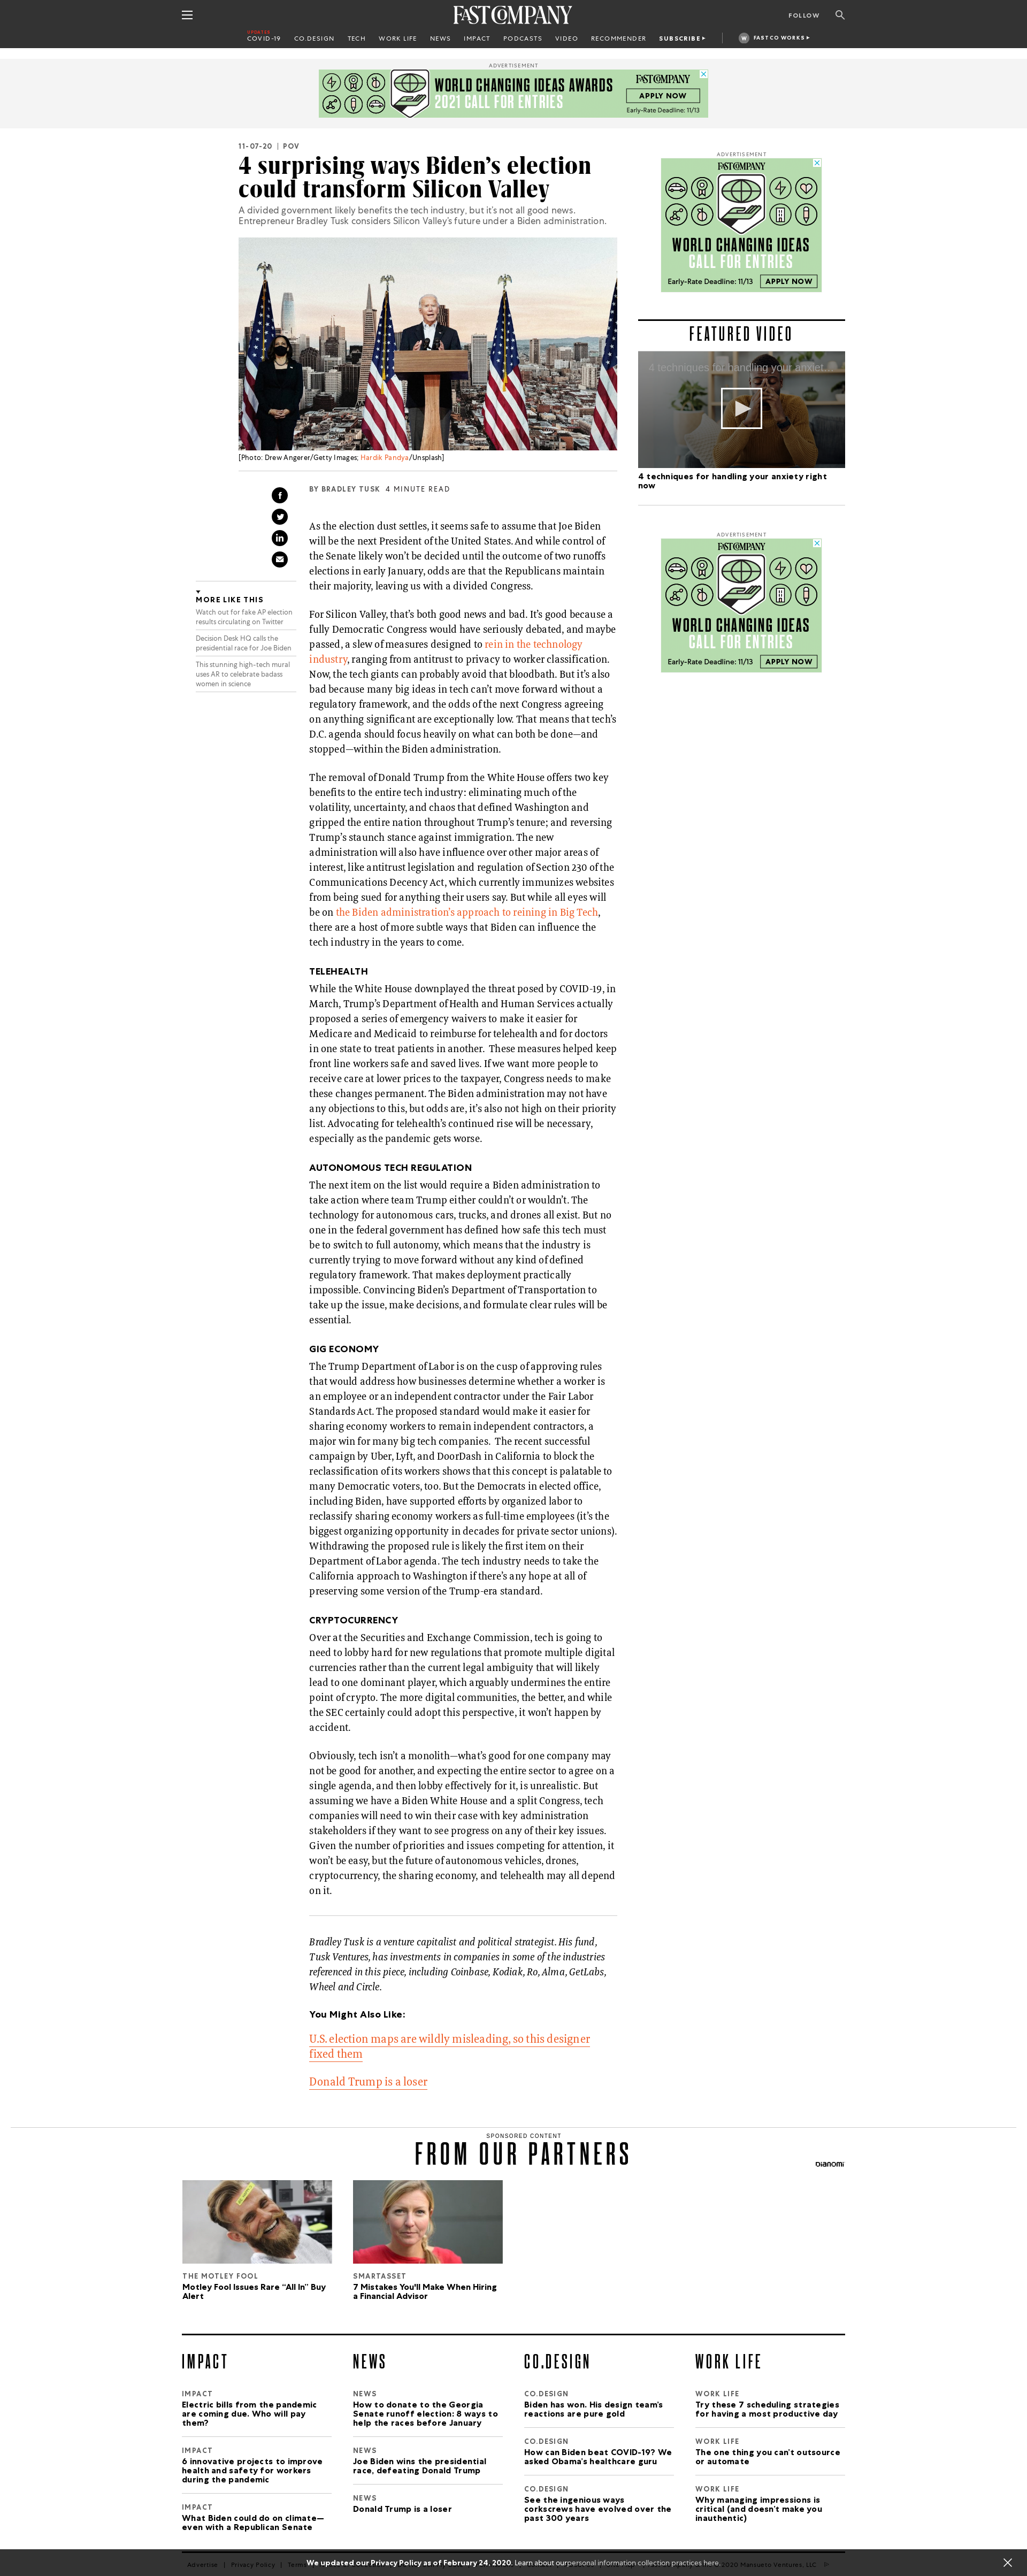 FAST COMPANY
FOLLOW
UPDATED
COVID-19
CO.DESIGN
TECH
WORK LIFE
NEWS
IMPACT
PODCASTS
VIDEO
RECOMMENDER
SUBSCRIBE
W
FASTCO WORKS
ADVERTISEMENT
WORLD CHANGING IDEAS AWARDS
2021 CALL FOR ENTRIES
FAST COMPANY
APPLY NOW
Early-Rate Deadline: 11/13
11-07-20 | POV
4 surprising ways Biden’s election
could transform Silicon Valley
A divided government likely benefits the tech industry, but it’s not all good news.
Entrepreneur Bradley Tusk considers Silicon Valley’s future under a Biden administration.
[Photo: Drew Angerer/Getty Images; Hardik Pandya/Unsplash]
BY BRADLEY TUSK 4 MINUTE READ
MORE LIKE THIS
Watch out for fake AP election
results circulating on Twitter
Decision Desk HQ calls the
presidential race for Joe Biden
This stunning high-tech mural
uses AR to celebrate badass
women in science
As the election dust settles, it seems safe to assume that Joe Biden
will be the next President of the United States. And while control of
the Senate likely won’t be decided until the outcome of two runoffs
elections in early January, odds are that the Republicans maintain
their majority, leaving us with a divided Congress.
For Silicon Valley, that’s both good news and bad. It’s good because a
fully Democratic Congress would have seriously debated, and maybe
passed, a slew of measures designed to rein in the technology
industry, ranging from antitrust to privacy to worker classification.
Now, the tech giants can probably avoid that bloodbath. But it’s also
bad because many big ideas in tech can’t move forward without a
regulatory framework, and the odds of the next Congress agreeing
on anything significant are exceptionally low. That means that tech’s
D.C. agenda should focus heavily on what can both be done—and
stopped—within the Biden administration.
The removal of Donald Trump from the White House offers two key
benefits to the entire tech industry: eliminating much of the
volatility, uncertainty, and chaos that defined Washington and
gripped the entire nation throughout Trump’s tenure; and reversing
Trump’s staunch stance against immigration. The new
administration will also have influence over other major areas of
interest, like antitrust legislation and regulation of Section 230 of the
Communications Decency Act, which currently immunizes websites
from being sued for anything their users say. But while all eyes will
be on the Biden administration’s approach to reining in Big Tech,
there are a host of more subtle ways that Biden can influence the
tech industry in the years to come.
TELEHEALTH
While the White House downplayed the threat posed by COVID-19, in
March, Trump’s Department of Health and Human Services actually
proposed a series of emergency waivers to make it easier for
Medicare and Medicaid to reimburse for telehealth and for doctors
in one state to treat patients in another. These measures helped keep
front line workers safe and saved lives. If we want more people to
receive care at lower prices to the taxpayer, Congress needs to make
these changes permanent. The Biden administration may not have
any objections to this, but odds are, it’s also not high on their priority
list. Advocating for telehealth’s continued rise will be necessary,
especially as the pandemic gets worse.
AUTONOMOUS TECH REGULATION
The next item on the list would require a Biden administration to
take action where team Trump either couldn’t or wouldn’t. The
technology for autonomous cars, trucks, and drones all exist. But no
one in the federal government has defined how safe this tech must
be to switch to full autonomy, which means that the industry is
currently trying to move forward without any kind of defined
regulatory framework. That makes deployment practically
impossible. Convincing Biden’s Department of Transportation to
take up the issue, make decisions, and formulate clear rules will be
essential.
GIG ECONOMY
The Trump Department of Labor is on the cusp of approving rules
that would address how businesses determine whether a worker is
an employee or an independent contractor under the Fair Labor
Standards Act. The proposed standard would make it easier for
sharing economy workers to remain independent contractors, a
major win for many big tech companies. The recent successful
campaign by Uber, Lyft, and DoorDash in California to block the
reclassification of its workers shows that this concept is palatable to
many Democratic voters, too. But the Democrats in elected office,
including Biden, have supported efforts by organized labor to
reclassify sharing economy workers as full-time employees (it’s the
biggest organizing opportunity in decades for private sector unions).
Withdrawing the proposed rule is likely the first item on their
Department of Labor agenda. The tech industry needs to take the
California approach to Washington if there’s any hope at all of
preserving some version of the Trump-era standard.
CRYPTOCURRENCY
Over at the Securities and Exchange Commission, tech is going to
need to lobby hard for new regulations that promote multiple digital
currencies rather than the current legal ambiguity that will likely
lead to one dominant player, which arguably undermines the entire
point of crypto. The more digital communities, the better, and while
the SEC certainly could adopt this perspective, it won’t happen by
accident.
Obviously, tech isn’t a monolith—what’s good for one company may
not be good for another, and expecting the entire sector to agree on a
single agenda, and then lobby effectively for it, is unrealistic. But
assuming we have a Biden White House and a split Congress, tech
companies will need to win their case with key administration
stakeholders if they want to see progress on any of their key issues.
Given the number of priorities and issues competing for attention, it
won’t be easy, but the future of autonomous vehicles, drones,
cryptocurrency, the sharing economy, and telehealth may all depend
on it.
Bradley Tusk is a venture capitalist and political strategist. His fund,
Tusk Ventures, has investments in companies in some of the industries
referenced in this piece, including Coinbase, Kodiak, Ro, Alma, GetLabs,
Wheel and Circle.
You Might Also Like:
U.S. election maps are wildly misleading, so this designer
fixed them
Donald Trump is a loser
ADVERTISEMENT
FAST COMPANY
WORLD CHANGING IDEAS
CALL FOR ENTRIES
Early-Rate Deadline: 11/13
APPLY NOW
FEATURED VIDEO
4 techniques for handling your anxiet
4 techniques for handling your anxiety right
now
ADVERTISEMENT
FAST COMPANY
WORLD CHANGING IDEAS
CALL FOR ENTRIES
Early-Rate Deadline: 11/13
APPLY NOW
SPONSORED CONTENT
FROM OUR PARTNERS
bianomi
THE MOTLEY FOOL
Motley Fool Issues Rare “All In” Buy
Alert
SMARTASSET
7 Mistakes You'll Make When Hiring
a Financial Advisor
IMPACT
IMPACT
Electric bills from the pandemic
are coming due. Who will pay
them?
IMPACT
6 innovative projects to improve
health and safety for workers
during the pandemic
IMPACT
What Biden could do on climate—
even with a Republican Senate
NEWS
NEWS
How to donate to the Georgia
Senate runoff election: 8 ways to
help the races before January
NEWS
Joe Biden wins the presidential
race, defeating Donald Trump
NEWS
Donald Trump is a loser
CO.DESIGN
CO.DESIGN
Biden has won. His design team’s
reactions are pure gold
CO.DESIGN
How can Biden beat COVID-19? We
asked Obama’s healthcare guru
CO.DESIGN
See the ingenious ways
corkscrews have evolved over the
past 300 years
WORK LIFE
WORK LIFE
Try these 7 scheduling strategies
for having a most productive day
WORK LIFE
The one thing you can’t outsource
or automate
WORK LIFE
Why managing impressions is
critical (and doesn’t make you
inauthentic)
Advertise | Privacy Policy | Terms
2020 Mansueto Ventures, LLC
We updated our Privacy Policy as of February 24, 2020. Learn about our personal information collection practices here.